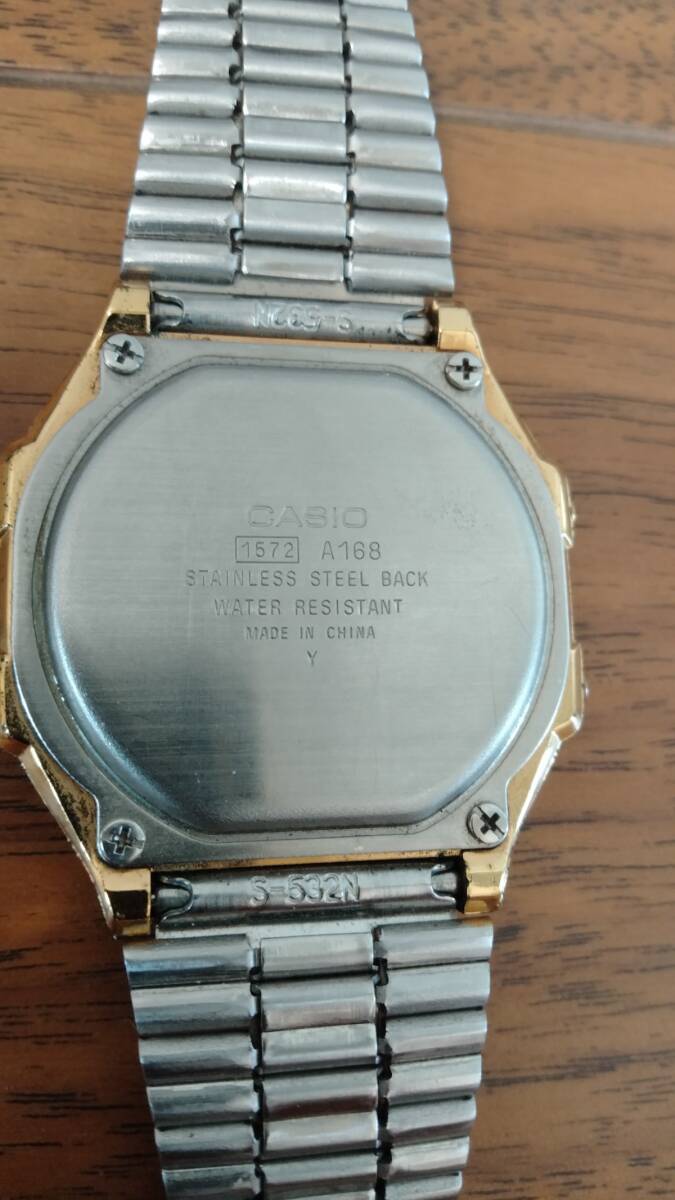 S-532N
CASIO
1572 A168
STAINLESS STEEL BACK
WATER RESISTANT
MADE IN CHINA
Y
S-532N